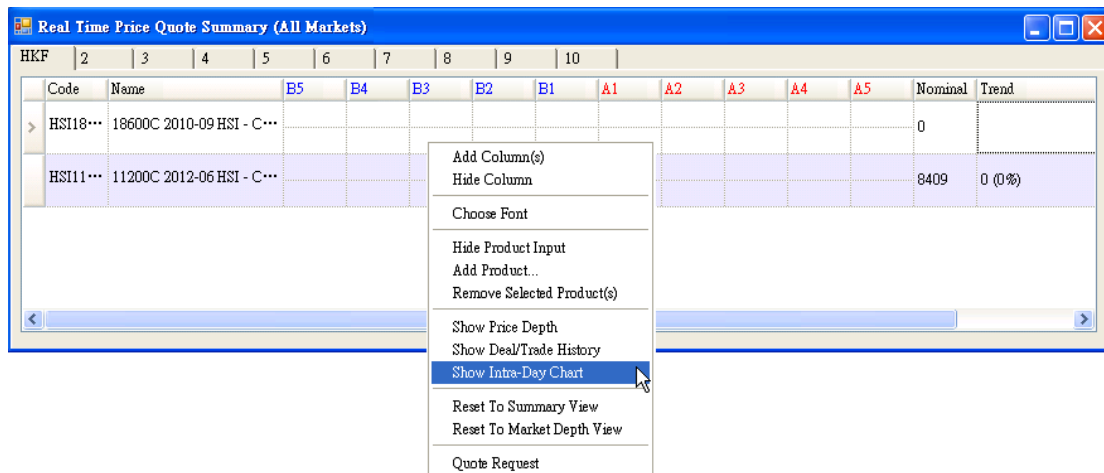 Real Time Price Quote Summary (All Markets)
HKF 2 3 4 5 6 7 8 9 10
Code Name B5 B4 B3 B2 B1 A1 A2 A3 A4 A5 Nominal Trend
HSI18··· 18600C 2010-09 HSI - C··· 0
HSI11··· 11200C 2012-06 HSI - C··· 8409 0 (0%)
Add Column(s)
Hide Column
Choose Font
Hide Product Input
Add Product...
Remove Selected Product(s)
Show Price Depth
Show Deal/Trade History
Show Intra-Day Chart
Reset To Summary View
Reset To Market Depth View
Quote Request